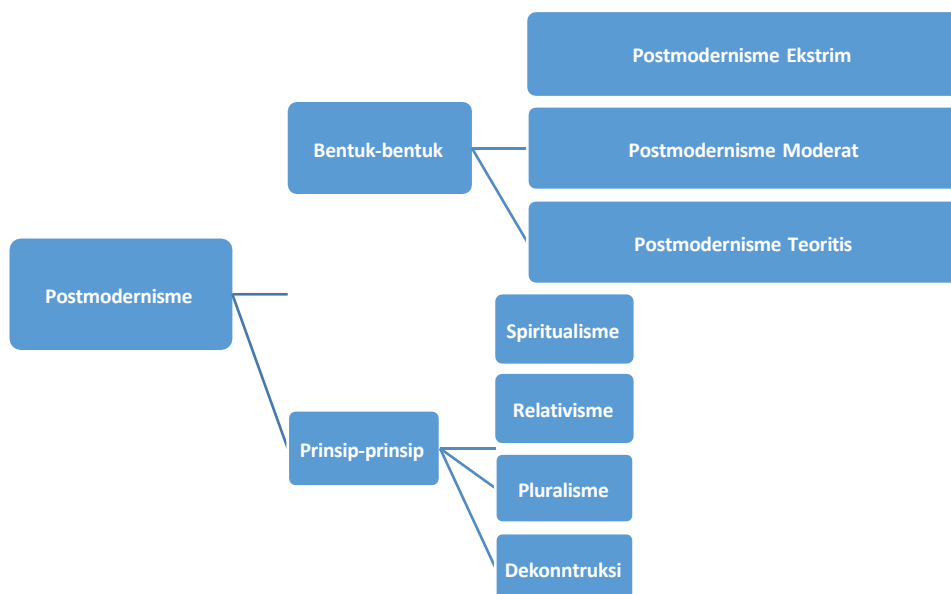 Postmodernisme
Bentuk-bentuk
Postmodernisme Ekstrim
Postmodernisme Moderat
Postmodernisme Teoritis
Prinsip-prinsip
Spiritualisme
Relativisme
Pluralisme
Dekonntruksi